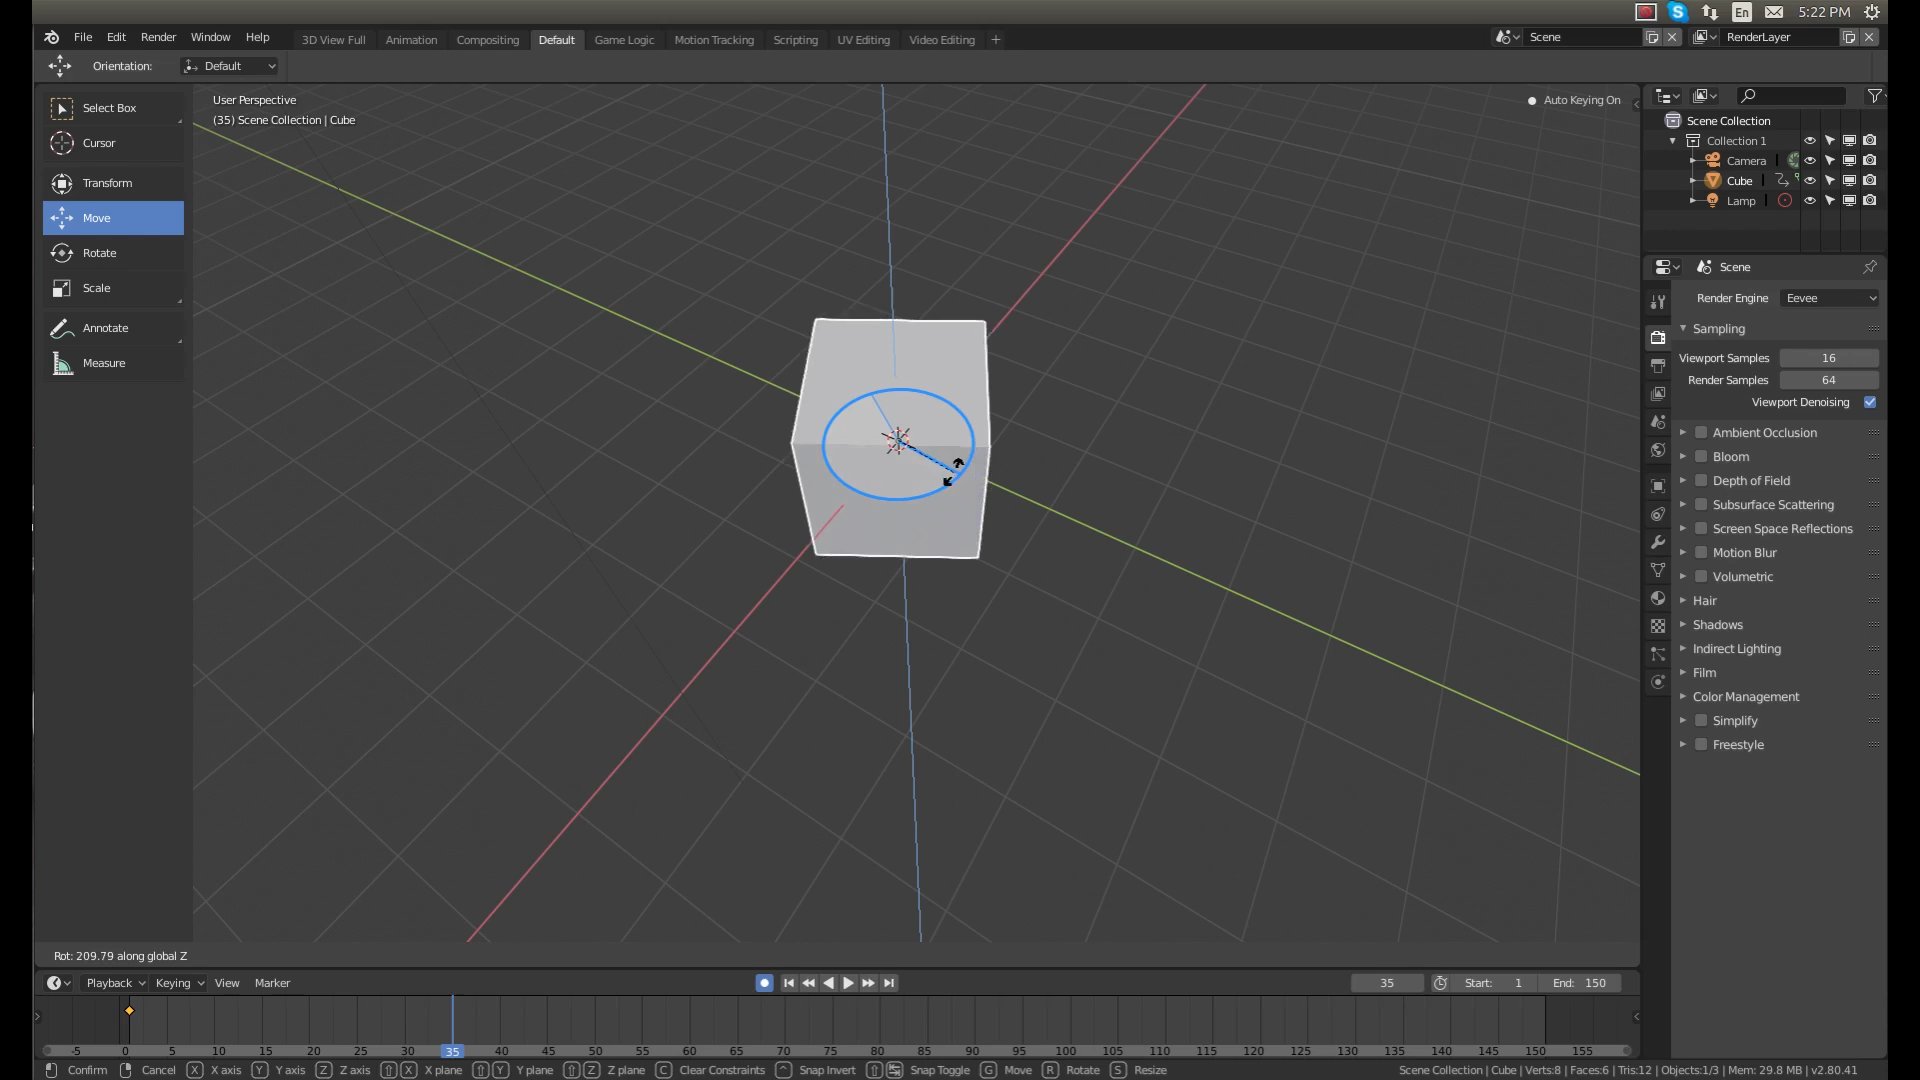 En 5:22 PM
File Edit Render Window Help 3D View Full Animation Compositing Default Game Logic Motion Tracking Scripting UV Editing Video Editing + Scene RenderLayer
Orientation: Default
Select Box
Cursor
Transform
Move
Rotate
Scale
Annotate
Measure
User Perspective
(35) Scene Collection | Cube
Auto Keying On
Scene Collection
Collection 1
Camera
Cube
Lamp
Scene
Render Engine Eevee
Sampling
Viewport Samples 16
Render Samples 64
Viewport Denoising
Ambient Occlusion
Bloom
Depth of Field
Subsurface Scattering
Screen Space Reflections
Motion Blur
Volumetric
Hair
Shadows
Indirect Lighting
Film
Color Management
Simplify
Freestyle
Rot: 209.79 along global Z
Playback Keying View Marker 35 Start: 1 End: 150
-5 0 5 10 15 20 25 30 35 40 45 50 55 60 65 70 75 80 85 90 95 100 105 110 115 120 125 130 135 140 145 150 155
Confirm Cancel X X axis Y Y axis Z Z axis X X plane Y Y plane Z Z plane C Clear Constraints ^ Snap Invert Snap Toggle G Move R Rotate S Resize Scene Collection | Cube | Verts:8 | Faces:6 | Tris:12 | Objects:1/3 | Mem: 29.8 MB | v2.80.41